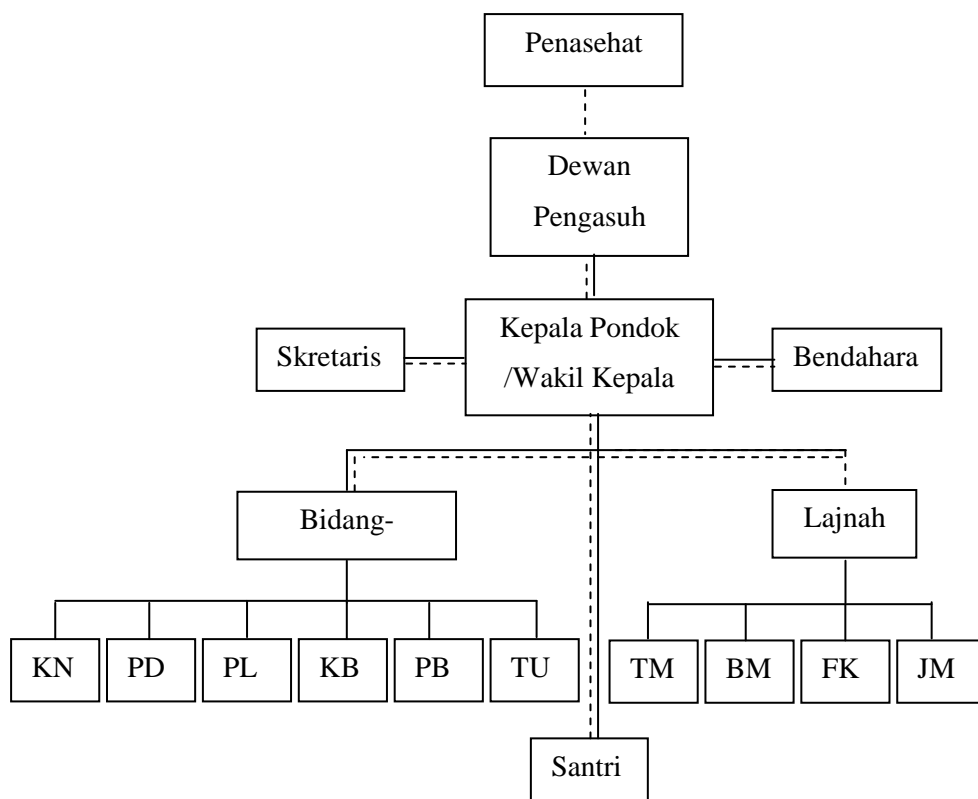 Penasehat
Dewan
Pengasuh
Kepala Pondok
/Wakil Kepala
Skretaris
Bendahara
Bidang-
Lajnah
KN
PD
PL
KB
PB
TU
TM
BM
FK
JM
Santri